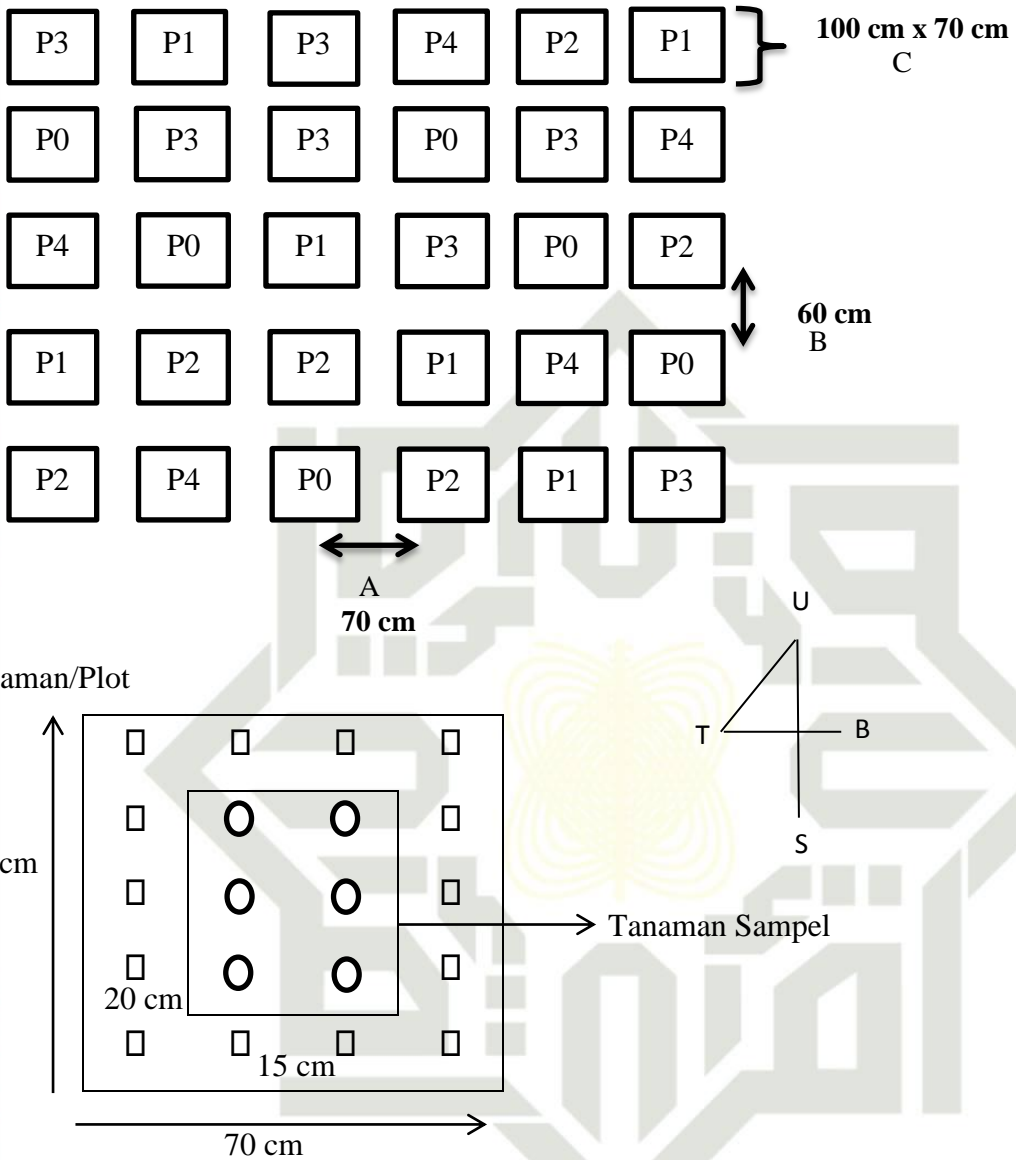 P3 P1 P3 P4 P2 P1
100 cm x 70 cm
C
P0 P3 P3 P0 P3 P4
P4 P0 P1 P3 P0 P2
60 cm
B
P1 P2 P2 P1 P4 P0
P2 P4 P0 P2 P1 P3
A
70 cm
U
T B
S
aman/Plot
cm
Tanaman Sampel
20 cm
15 cm
70 cm